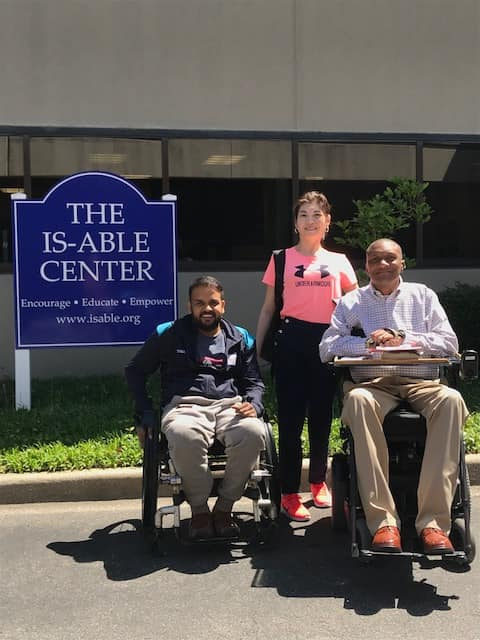 THE
IS-ABLE
CENTER
Encourage • Educate • Empower
www.isable.org
UNDER ARMOUR